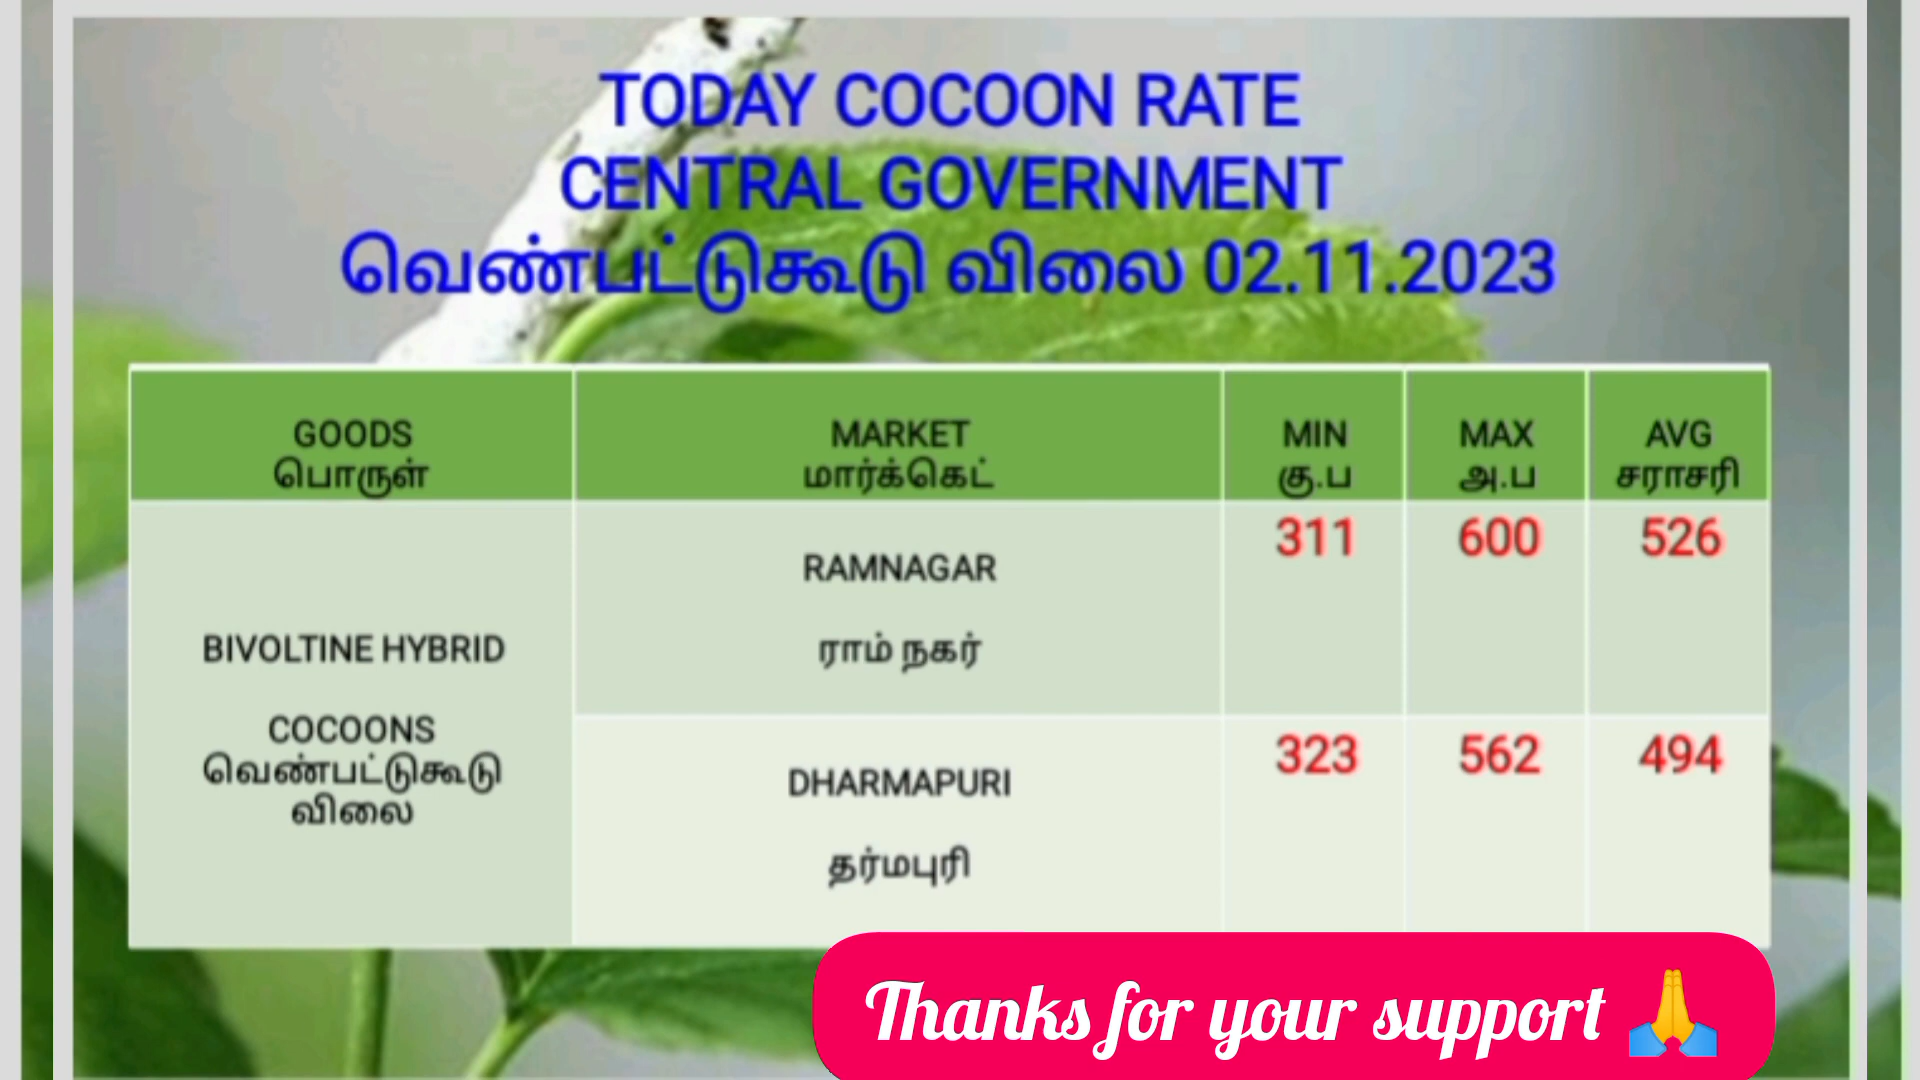 TODAY COCOON RATE
CENTRAL GOVERNMENT
வெண்பட்டுகூடு விலை 02.11.2023
GOODS
பொருள்
MARKET
மார்க்கெட்
MIN
கு.ப
MAX
அ.ப
AVG
சராசரி
BIVOLTINE HYBRID
COCOONS
வெண்பட்டுகூடு
விலை
RAMNAGAR
ராம் நகர்
311
600
526
DHARMAPURI
தர்மபுரி
323
562
494
Thanks for your support 🙏